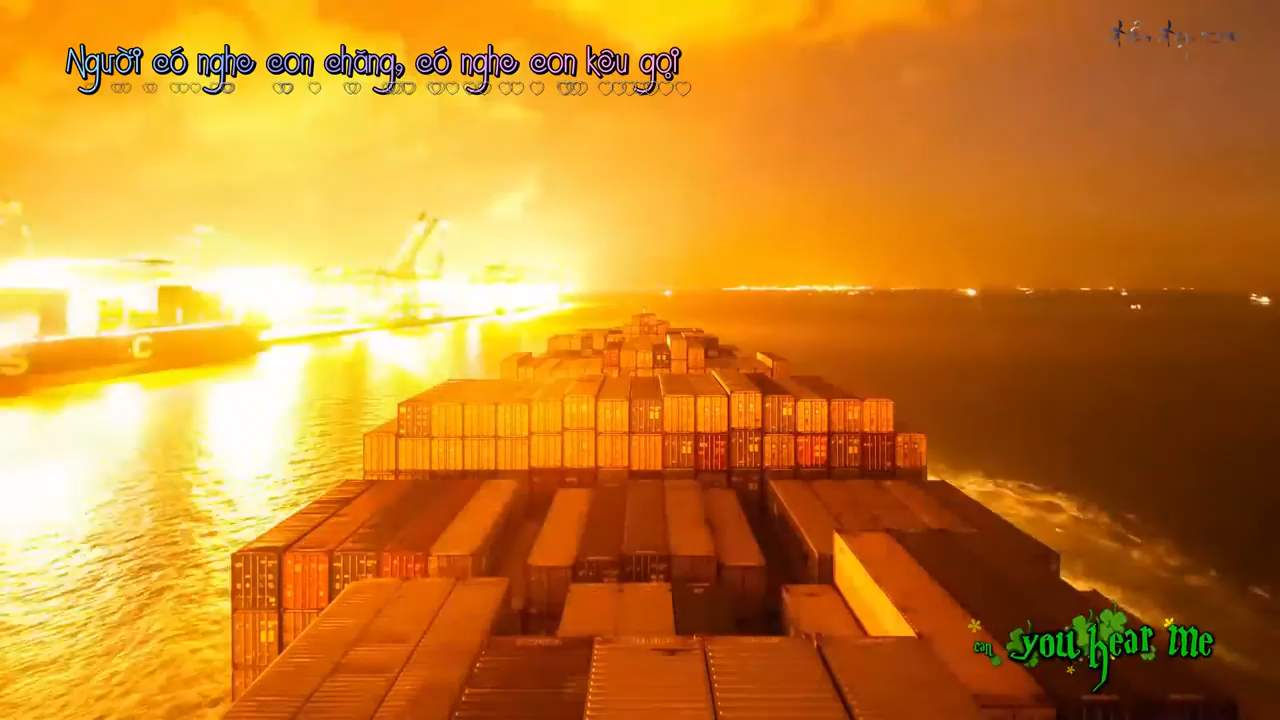 Người có nghe con chăng, có nghe con kêu gọi
C
S
can you hear me